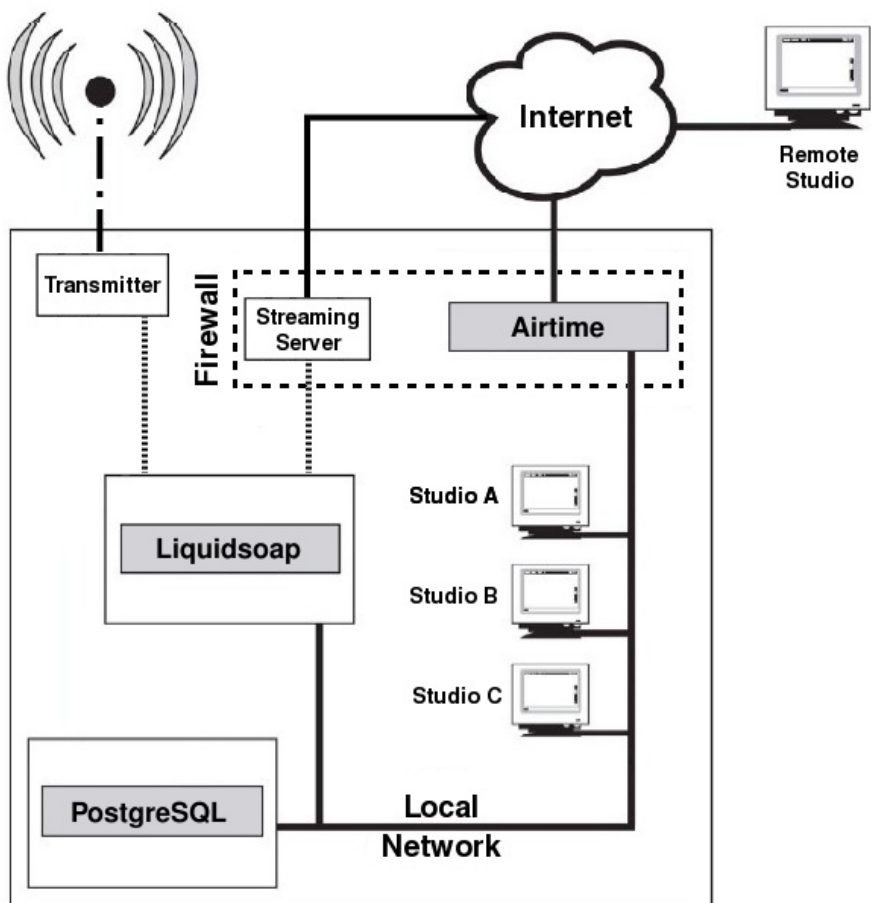 Internet
Remote
Studio
Transmitter
Firewall
Streaming
Server
Airtime
Studio A
Liquidsoap
Studio B
Studio C
PostgreSQL
Local
Network